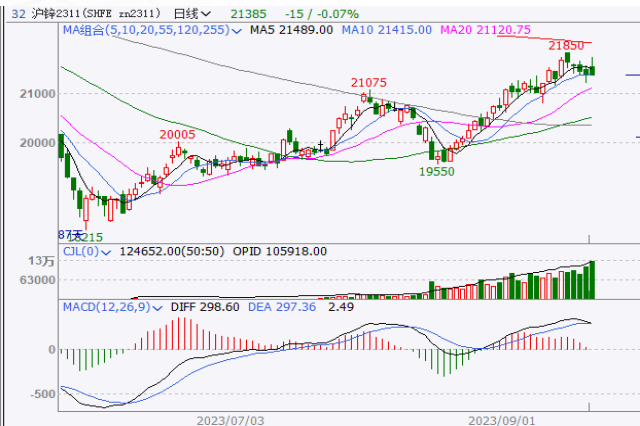 32 沪锌2311(SHFE zn2311) 日线 21385 -15 / -0.07%
MA组合(5,10,20,55,120,255) MA5 21489.00 MA10 21415.00 MA20 21120.75
21850
21075
21000
20005
20000
19550
87天
18215
CJL(0) 124652.00(50:50) OPID 105918.00
13万
63000
MACD(12,26,9) DIFF 298.60 DEA 297.36 2.49
0
-500
2023/07/03 2023/09/01